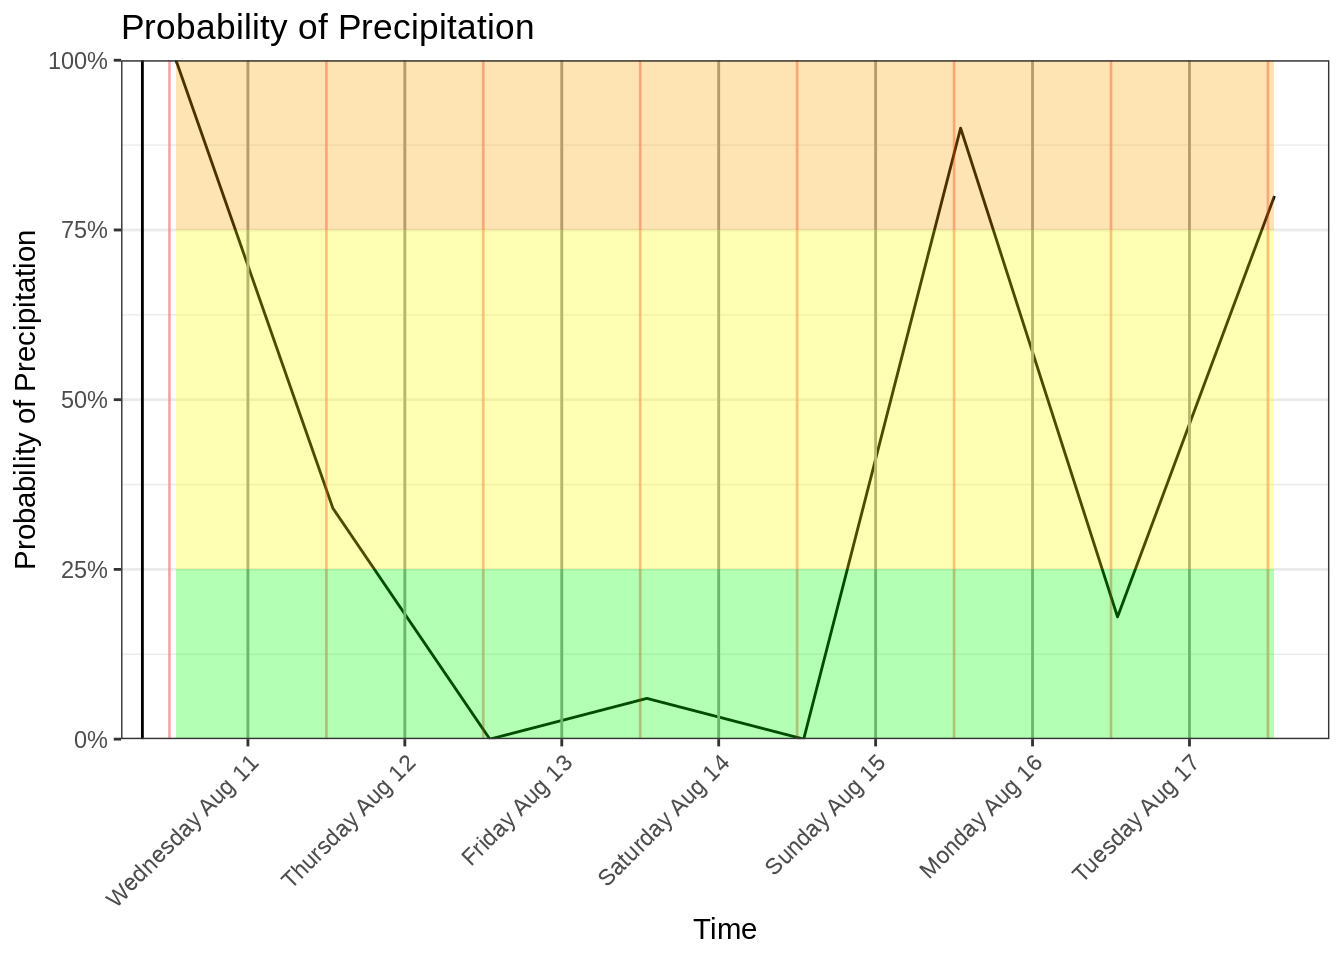 Probability of Precipitation
Probability of Precipitation
100%
75%
50%
25%
0%
Wednesday Aug 11
Thursday Aug 12
Friday Aug 13
Saturday Aug 14
Sunday Aug 15
Monday Aug 16
Tuesday Aug 17
Time